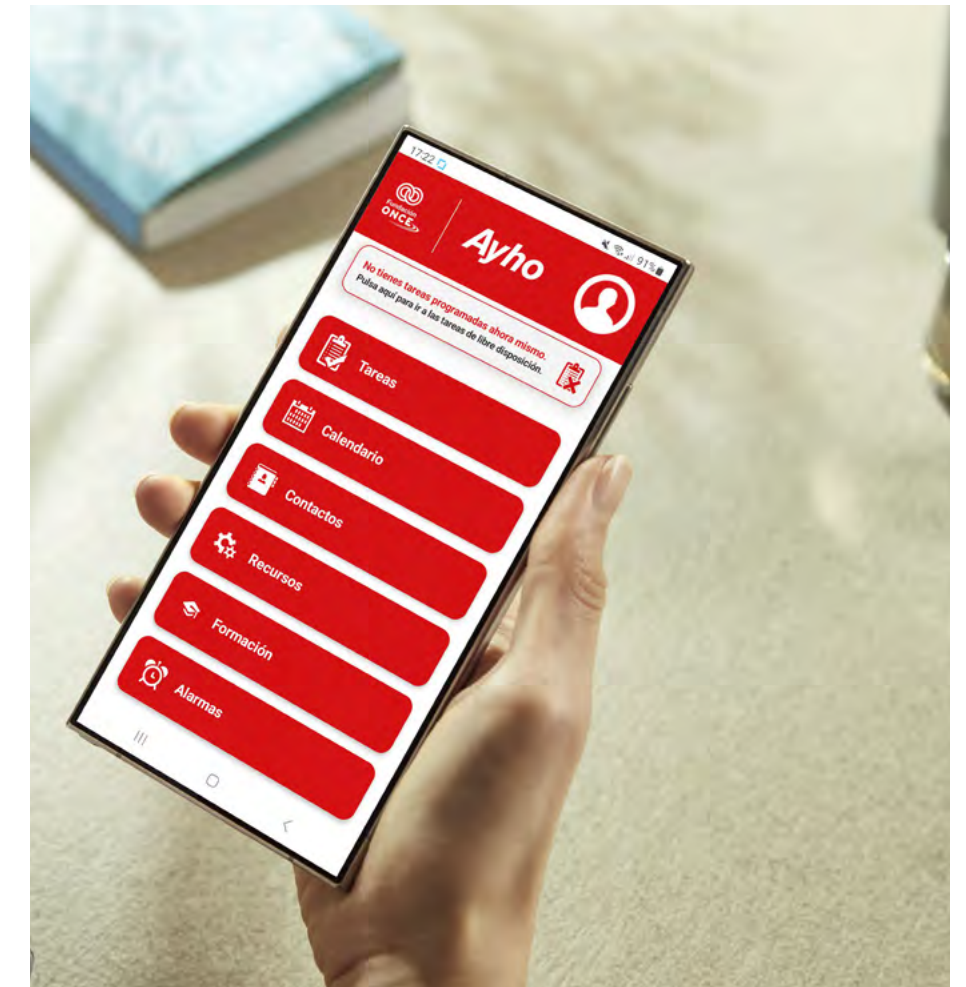 17:22
91%
Fundación
ONCE
Ayho
No tienes tareas programadas ahora mismo.
Pulsa aquí para ir a las tareas de libre disposición.
Tareas
Calendario
Contactos
Recursos
Formación
Alarmas